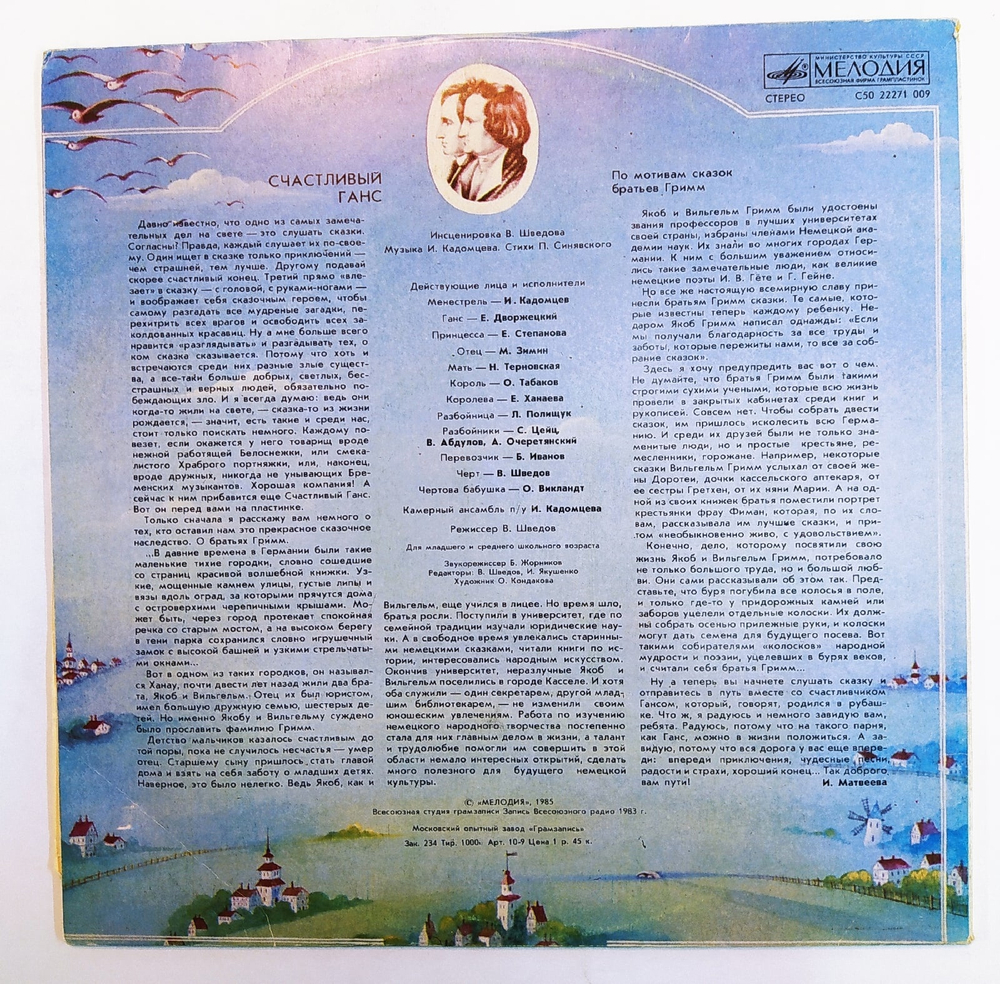 МИНИСТЕРСТВО КУЛЬТУРЫ СССР
МЕЛОДИЯ
ВСЕСОЮЗНАЯ ФИРМА ГРАМПЛАСТИНОК
СТЕРЕО С50 22271 009
СЧАСТЛИВЫЙ
ГАНС
По мотивам сказок
братьев Гримм
Давно известно, что одно из самых замеча-
тельных дел на свете — это слушать сказки.
Согласны? Правда, каждый слушает их по-свое-
му. Один ищет в сказке только приключений —
чем страшней, тем лучше. Другому подавай
скорее счастливый конец. Третий прямо «вле-
зает» в сказку — с головой, с руками-ногами —
и воображает себя сказочным героем, чтобы
самому разгадать все мудреные загадки, пе-
рехитрить всех врагов и освободить всех за-
колдованных красавиц. Ну а мне больше всего
нравится «разглядывать» и разгадывать тех, о
ком сказка сказывается. Потому что хоть и
встречаются среди них разные злые сущест-
ва, а все-таки больше добрых, светлых, бес-
страшных и верных людей, обязательно по-
беждающих зло. И я всегда думаю: ведь они
когда-то жили на свете, — сказка-то из жизни
рождается, — значит, есть такие и среди нас,
стоит только поискать немного. Каждому по-
везет, если окажется у него товарищ вроде
нежной работящей Белоснежки, или смека-
листого Храброго портняжки, или, наконец,
вроде дружных, никогда не унывающих Бре-
менских музыкантов. Хорошая компания! А
сейчас к ним прибавится еще Счастливый Ганс.
Вот он перед вами на пластинке.
Только сначала я расскажу вам немного о
тех, кто оставил нам это прекрасное сказочное
наследство. О братьях Гримм.
...В давние времена в Германии были такие
маленькие тихие городки, словно сошедшие
со страниц красивой волшебной книжки. Уз-
кие, мощенные камнем улицы, густые липы и
вязы вдоль оград, за которыми прячутся дома
с островерхими черепичными крышами. Мо-
жет быть, через город протекает спокойная
речка со старым мостом, а на высоком берегу
в тени парка сохранился словно игрушечный
замок с высокой башней и узкими стрельчаты-
ми окнами...
Вот в одном из таких городков, он называл-
ся Ханау, почти двести лет назад жили два бра-
та, Якоб и Вильгельм. Отец их был юристом,
имел большую дружную семью, шестерых де-
тей. Но именно Якобу и Вильгельму суждено
было прославить фамилию Гримм.
Детство мальчиков казалось счастливым до
той поры, пока не случилось несчастья — умер
отец. Старшему сыну пришлось стать главой
дома и взять на себя заботу о младших детях.
Наверное, это было нелегко. Ведь Якоб, как и
Инсценировка В. Шведова
Музыка И. Кадомцева. Стихи П. Синявского
Действующие лица и исполнители
Менестрель — И. Кадомцев
Ганс — Е. Дворжецкий
Принцесса — Е. Степанова
Отец — М. Зимин
Мать — Н. Терновская
Король — О. Табаков
Королева — Е. Ханаева
Разбойница — Л. Полищук
Разбойники — С. Цейц,
В. Абдулов, А. Очеретянский
Перевозчик — Б. Иванов
Черт — В. Шведов
Чертова бабушка — О. Викландт
Камерный ансамбль п/у И. Кадомцева
Режиссер В. Шведов
Для младшего и среднего школьного возраста
Звукорежиссер Б. Жорников
Редакторы: В. Шведов, И. Якушенко
Художник О. Кондакова
Вильгельм, еще учился в лицее. Но время шло,
братья росли. Поступили в университет, где по
семейной традиции изучали юридические нау-
ки. А в свободное время увлекались старинны-
ми немецкими сказками, читали книги по ис-
тории, интересовались народным искусством.
Окончив университет, неразлучные Якоб и
Вильгельм поселились в городе Касселе. И хотя
оба служили — один секретарем, другой млад-
шим библиотекарем, — не изменили своим
юношеским увлечениям. Работа по изучению
немецкого народного творчества постепенно
стала для них главным делом в жизни, а талант
и трудолюбие помогли им совершить в этой
области немало интересных открытий, сделать
много полезного для будущего немецкой
культуры.
Якоб и Вильгельм Гримм были удостоены
звания профессоров в лучших университетах
своей страны, избраны членами Немецкой ака-
демии наук. Их знали во многих городах Гер-
мании. К ним с большим уважением относи-
лись такие замечательные люди, как великие
немецкие поэты И. В. Гёте и Г. Гейне.
Но все же настоящую всемирную славу при-
несли братьям Гримм сказки. Те самые, кото-
рые известны теперь каждому ребенку. Не-
даром Якоб Гримм написал однажды: «Если
мы получали благодарность за все труды и
заботы, которые пережиты нами, то все за соб-
рание сказок».
Здесь я хочу предупредить вас вот о чем.
Не думайте, что братья Гримм были такими
строгими сухими учеными, которые всю жизнь
провели в закрытых кабинетах среди книг и
рукописей. Совсем нет. Чтобы собрать двести
сказок, им пришлось исколесить всю Герма-
нию. И среди их друзей были не только зна-
менитые люди, но и простые крестьяне, ре-
месленники, горожане. Например, некоторые
сказки Вильгельм Гримм услыхал от своей же-
ны Доротеи, дочки кассельского аптекаря, от
ее сестры Гретхен, от их няни Марии. А на од-
ной из своих книжек братья поместили портрет
крестьянки фрау Фиман, которая, по их сло-
вам, рассказывала им лучшие сказки, и при-
том «необыкновенно живо, с удовольствием».
Конечно, дело, которому посвятили свою
жизнь Якоб и Вильгельм Гримм, потребовало
не только большого труда, но и большой люб-
ви. Они сами рассказывали об этом так. Пред-
ставьте, что буря погубила все колосья в поле,
и только где-то у придорожных камней или
заборов уцелели отдельные колоски. Их долж-
ны собрать осенью прилежные руки, и колоски
могут дать семена для будущего посева. Вот
такими собирателями «колосков» народной
мудрости и поэзии, уцелевших в бурях веков,
и считали себя братья Гримм...
Ну а теперь вы начнете слушать сказку и
отправитесь в путь вместе со счастливчиком
Гансом, который, говорят, родился в рубаш-
ке. Что ж, я радуюсь и немного завидую вам,
ребята. Радуюсь, потому что на такого парня,
как Ганс, можно в жизни положиться. А за-
видую, потому что вся дорога у вас еще впере-
ди: впереди приключения, чудесные песни,
радости и страхи, хороший конец... Так доброго
вам пути! И. Матвеева
© «МЕЛОДИЯ», 1985
Всесоюзная студия грамзаписи Запись Всесоюзного радио 1983 г.
Московский опытный завод «Грамзапись»
Зак. 234 Тир. 1000 Арт. 10-9 Цена 1 р. 45 к.